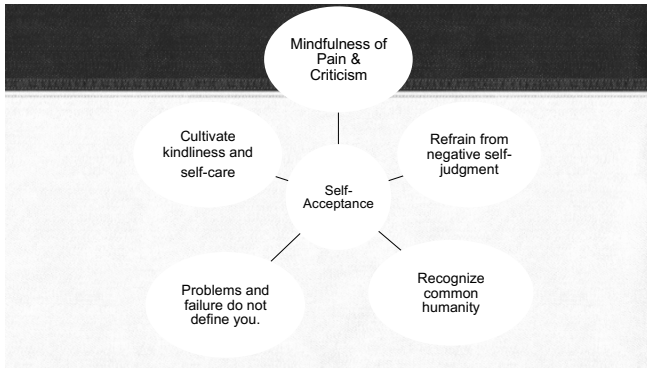 Mindfulness of
Pain &
Criticism
Cultivate
kindliness and
self-care
Refrain from
negative self-
judgment
Self-
Acceptance
Problems and
failure do not
define you.
Recognize
common
humanity